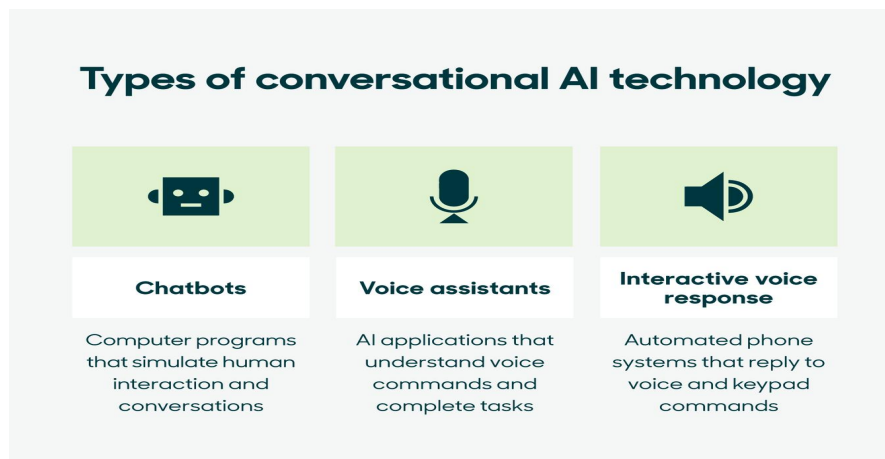 Types of conversational AI technology
Chatbots
Computer programs
that simulate human
interaction and
conversations
Voice assistants
AI applications that
understand voice
commands and
complete tasks
Interactive voice
response
Automated phone
systems that reply to
voice and keypad
commands